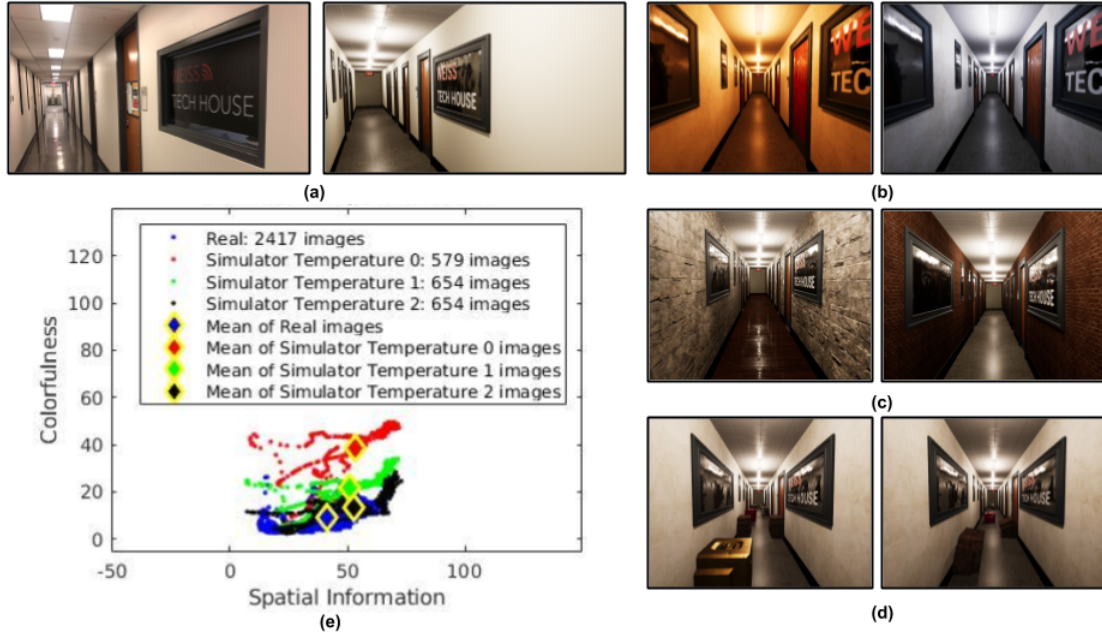 WEISS
TECH HOUSE
WEISS
TECH HOUSE
(a)
WE
TEC
WE
TEC
(b)
TECH HOUSE
TECH HOUSE
(c)
TECH HOUSE
TECH HOUSE
(d)
Real: 2417 images
Simulator Temperature 0: 579 images
Simulator Temperature 1: 654 images
Simulator Temperature 2: 654 images
Mean of Real images
Mean of Simulator Temperature 0 images
Mean of Simulator Temperature 1 images
Mean of Simulator Temperature 2 images
120
100
80
60
40
20
0
Colorfulness
-50
0
50
100
Spatial Information
(e)